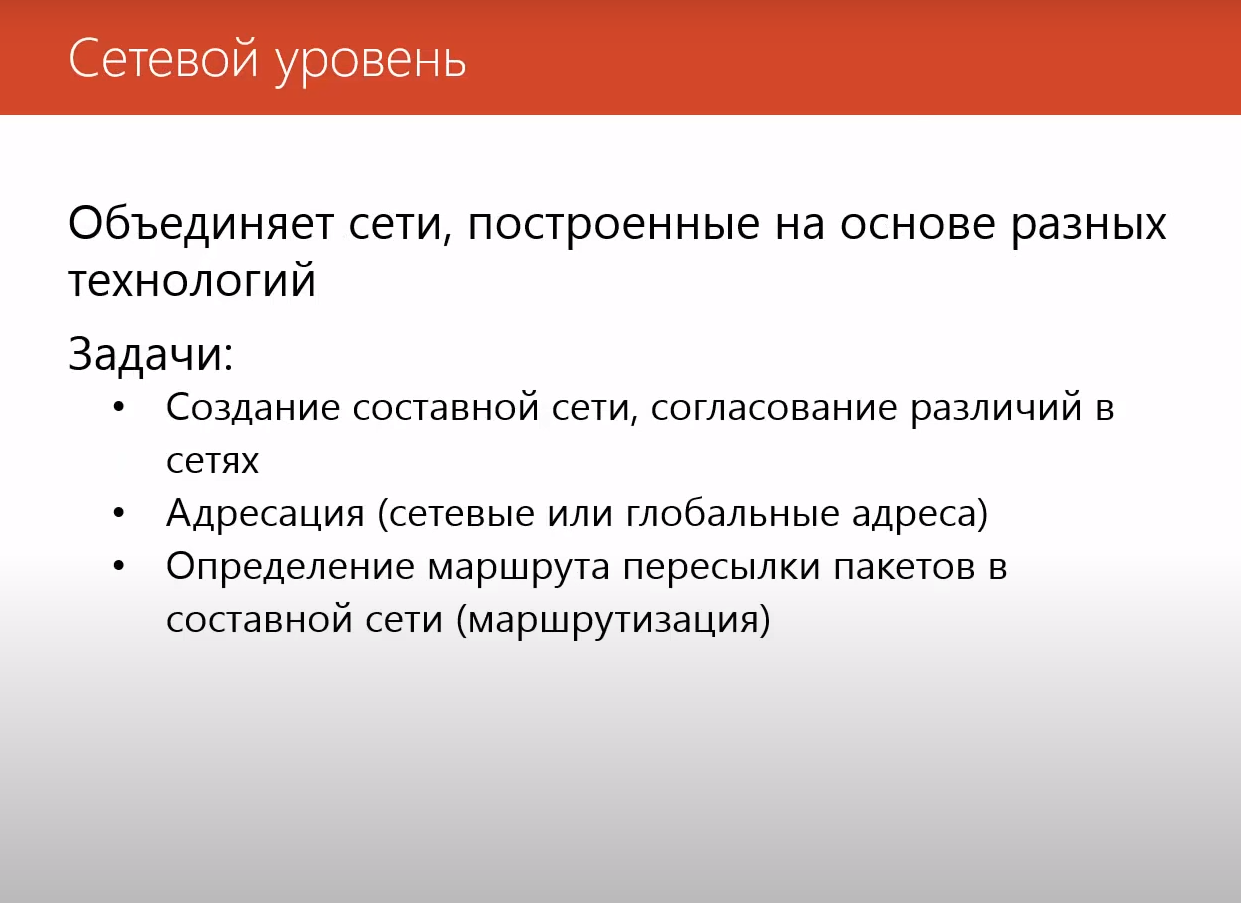 Сетевой уровень
Объединяет сети, построенные на основе разных
технологий
Задачи:
• Создание составной сети, согласование различий в
сетях
• Адресация (сетевые или глобальные адреса)
• Определение маршрута пересылки пакетов в
составной сети (маршрутизация)